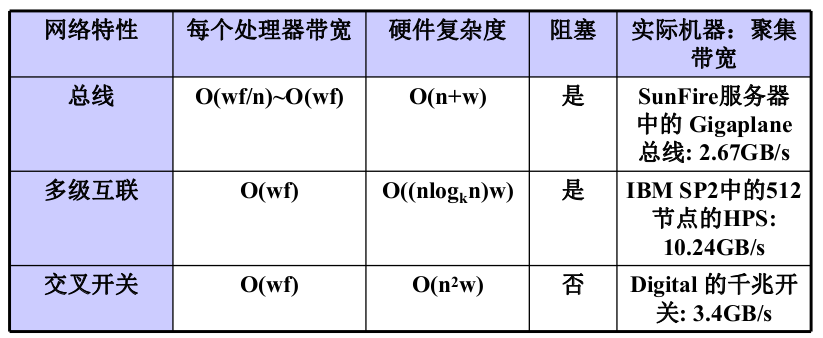 网络特性 每个处理器带宽 硬件复杂度 阻塞 实际机器：聚集
带宽
总线 O(wf/n)~O(wf) O(n+w) 是 SunFire服务器
中的 Gigaplane
总线: 2.67GB/s
多级互联 O(wf) O((nlogₖn)w) 是 IBM SP2中的512
节点的HPS:
10.24GB/s
交叉开关 O(wf) O(n²w) 否 Digital 的千兆开
关: 3.4GB/s